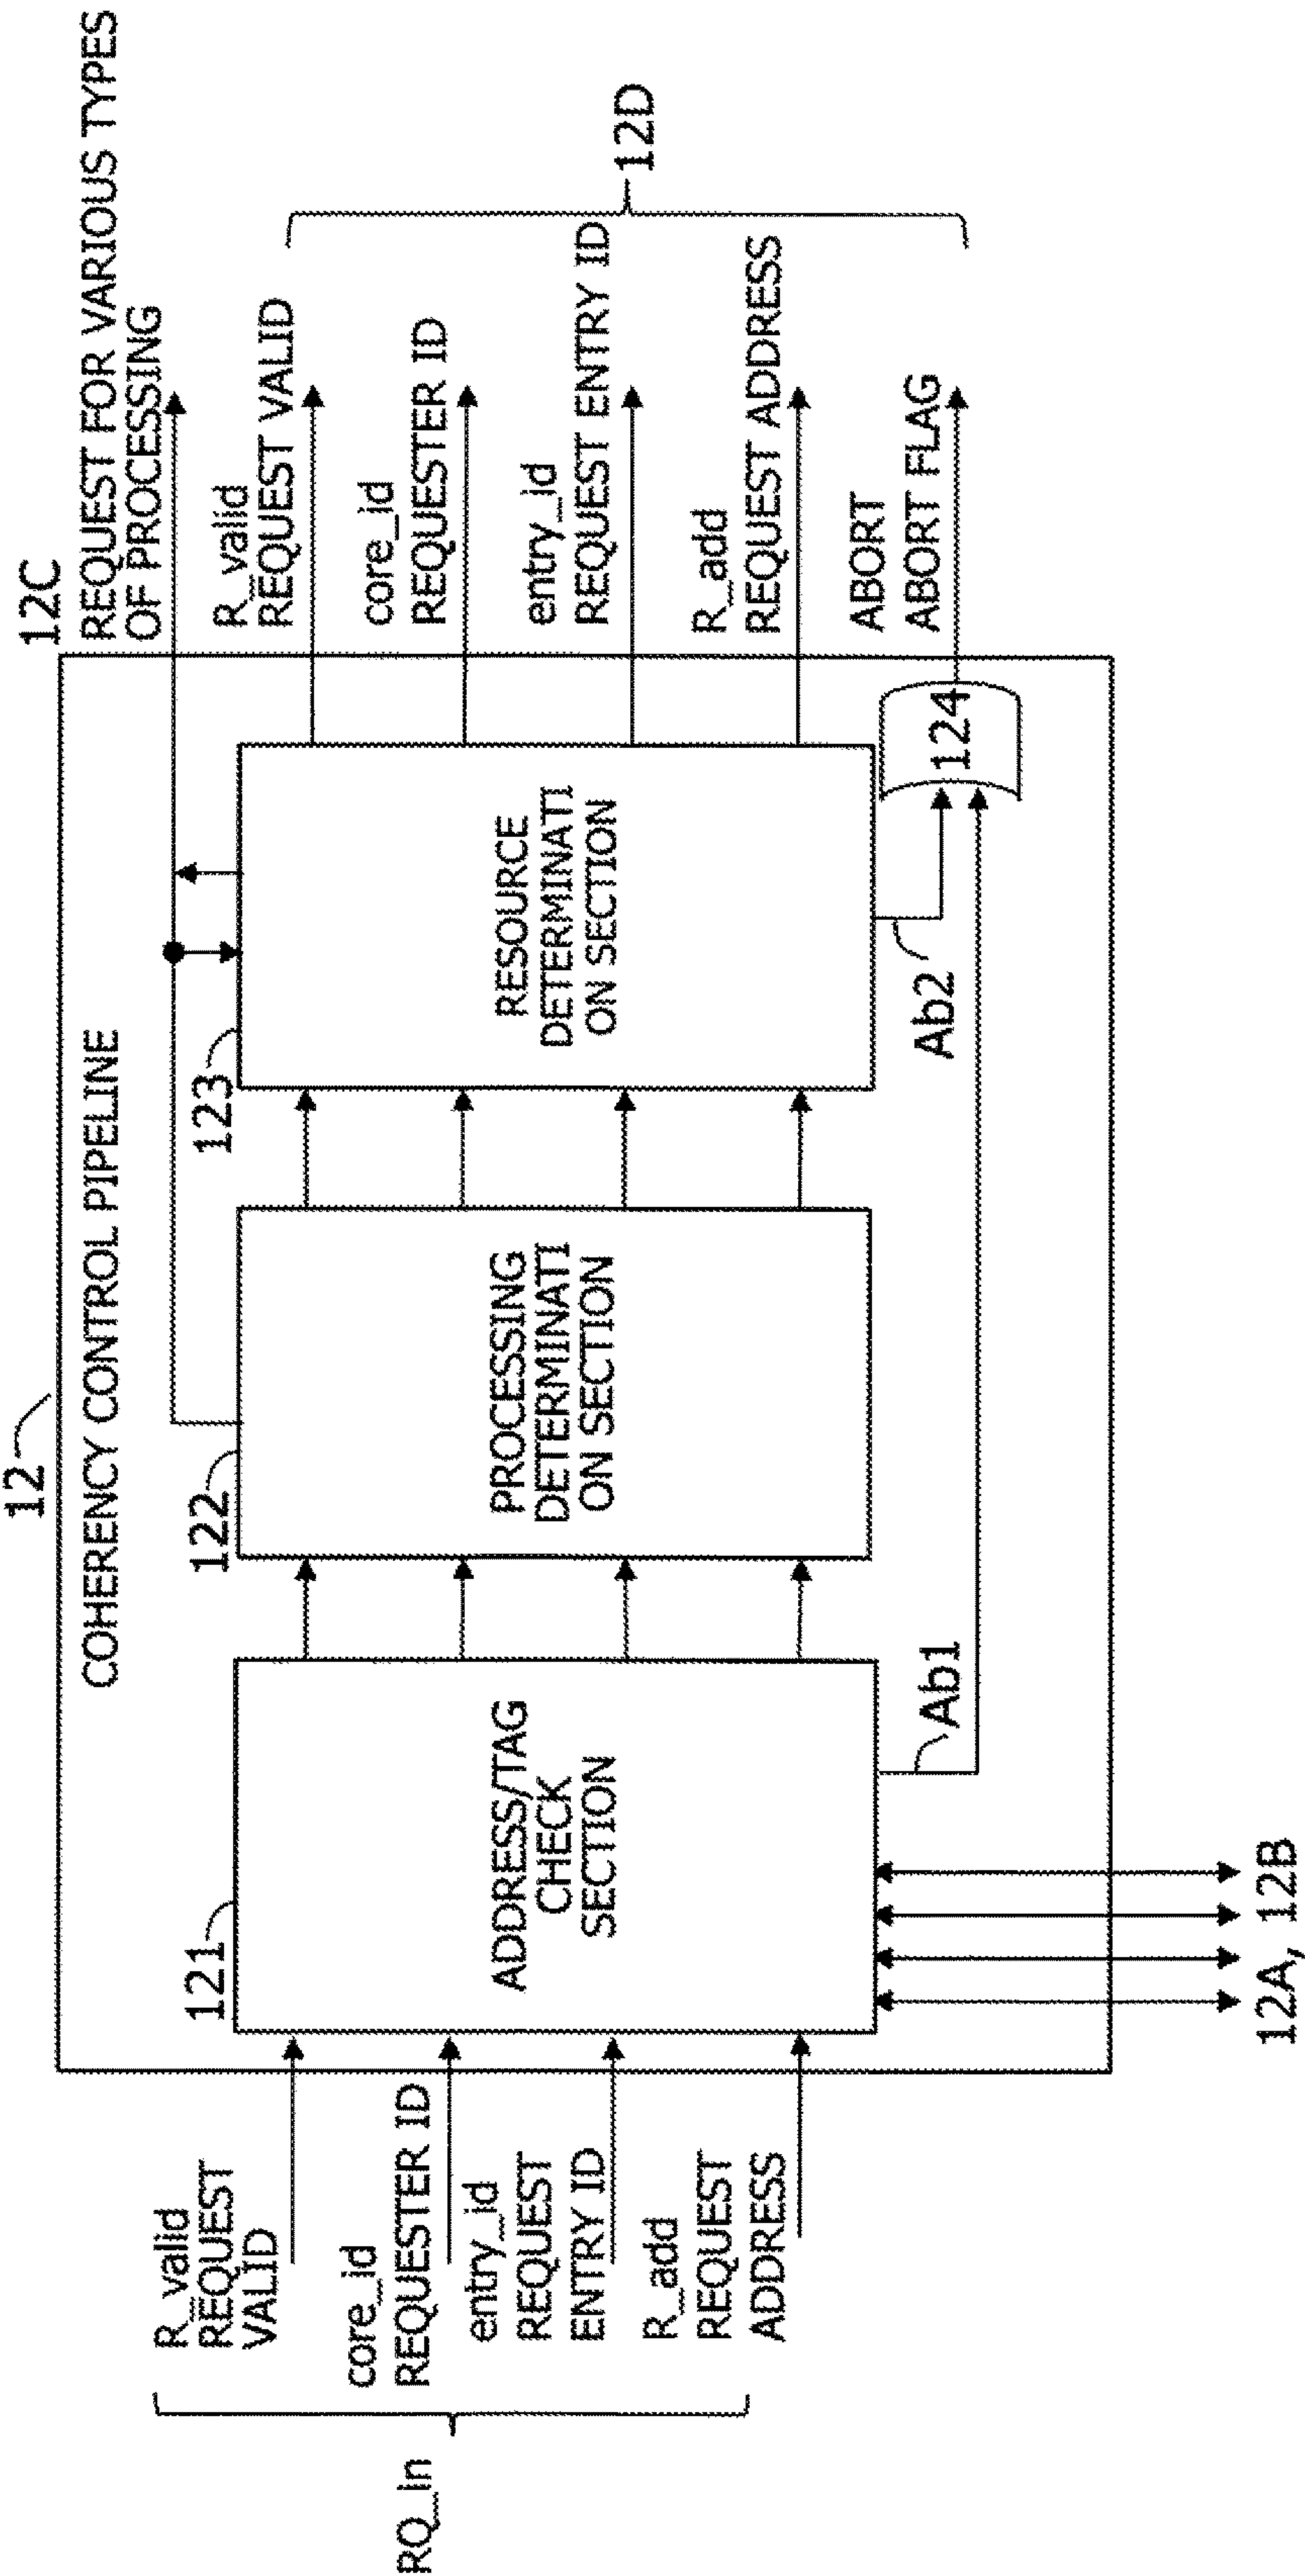 12
12C
COHERENCY CONTROL PIPELINE
REQUEST FOR VARIOUS TYPES
OF PROCESSING
RQ_in
R_valid
REQUEST
VALID
core_id
REQUESTER ID
entry_id
REQUEST
ENTRY ID
R_add
REQUEST
ADDRESS
121
ADDRESS/TAG
CHECK
SECTION
122
PROCESSING
DETERMINATI
ON SECTION
123
RESOURCE
DETERMINATI
ON SECTION
R_valid
REQUEST VALID
core_id
REQUESTER ID
entry_id
REQUEST ENTRY ID
R_add
REQUEST ADDRESS
ABORT
ABORT FLAG
12D
124
Ab1
Ab2
12A, 12B